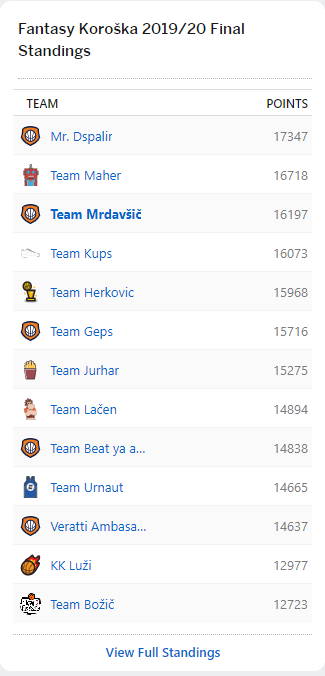 Fantasy Koroška 2019/20 Final
Standings
TEAM POINTS
Mr. Dspalir 17347
Team Maher 16718
Team Mrdavšič 16197
Team Kups 16073
Team Herkovic 15968
Team Geps 15716
Team Jurhar 15275
Team Lačen 14894
Team Beat ya a... 14838
Team Urnaut 14665
Veratti Ambasa... 14637
KK Luži 12977
Team Božič 12723
View Full Standings